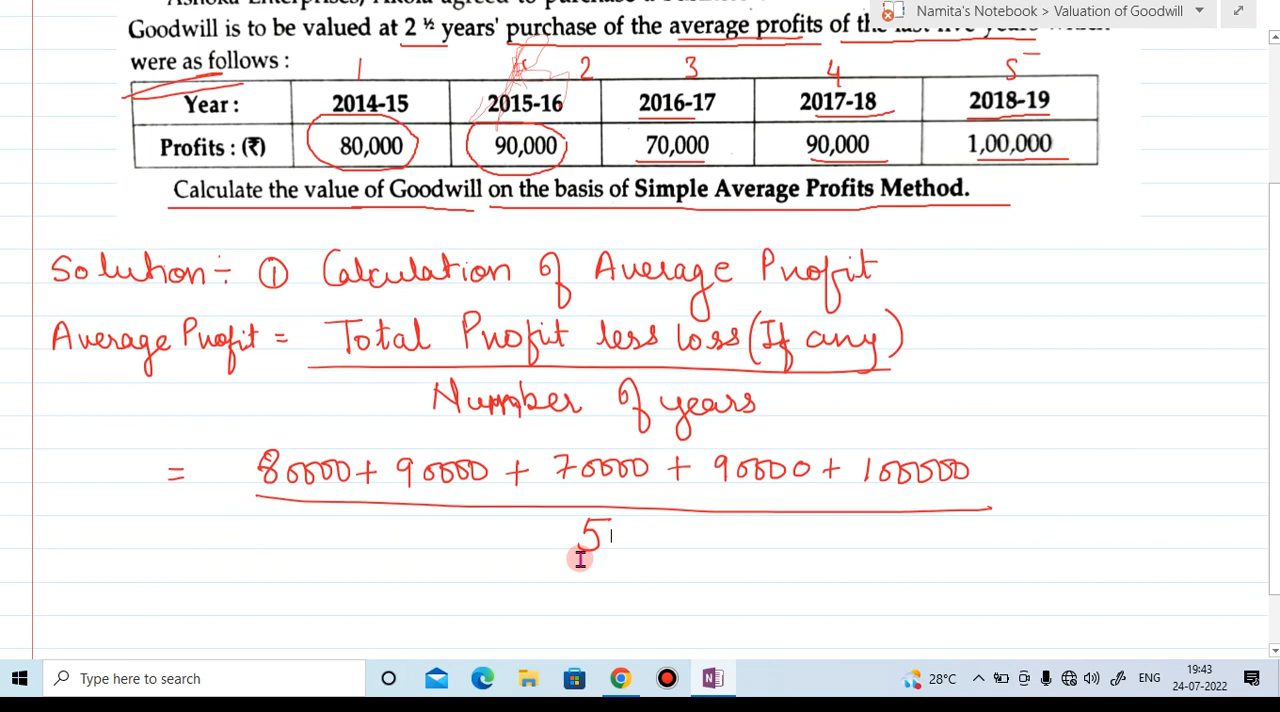 Namita's Notebook > Valuation of Goodwill
Goodwill is to be valued at 2 ½ years' purchase of the average profits of the last five years which
were as follows :
1 2 3 4 5
Year : 2014-15 2015-16 2016-17 2017-18 2018-19
Profits : (₹) 80,000 90,000 70,000 90,000 1,00,000
Calculate the value of Goodwill on the basis of Simple Average Profits Method.
Solution :- ① Calculation of Average Profit
Average Profit = Total Profit less loss (If any)
Number of years
= 80000 + 90000 + 70000 + 90000 + 100000
5
Type here to search
28°C
ENG
19:43
24-07-2022